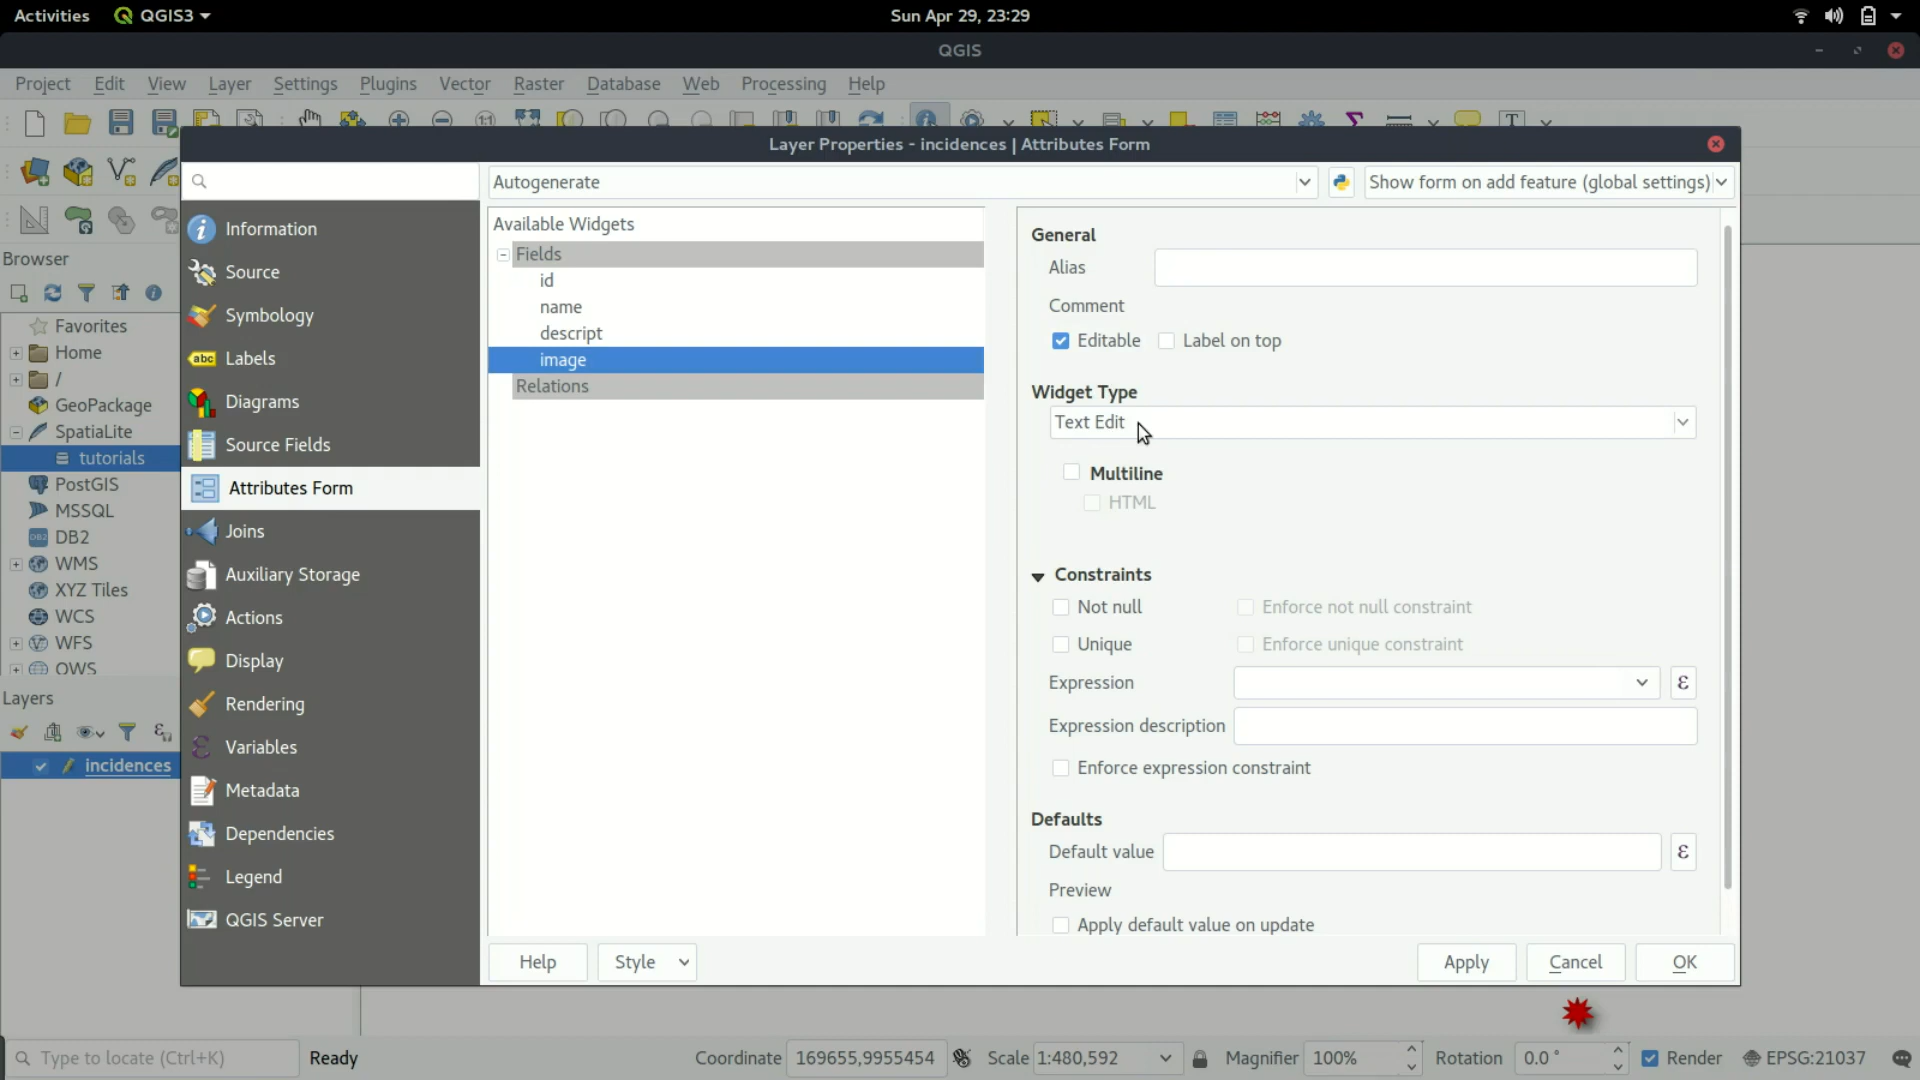 Activities QGIS3 Sun Apr 29, 23:29
QGIS
Project Edit View Layer Settings Plugins Vector Raster Database Web Processing Help
Layer Properties - incidences | Attributes Form
Autogenerate Show form on add feature (global settings)
Browser
Favorites
Home
/
GeoPackage
SpatiaLite
tutorials
PostGIS
MSSQL
DB2
WMS
XYZ Tiles
WCS
WFS
OWS
Layers
incidences
Information
Source
Symbology
abc Labels
Diagrams
Source Fields
Attributes Form
Joins
Auxiliary Storage
Actions
Display
Rendering
Variables
Metadata
Dependencies
Legend
QGIS Server
Available Widgets
Fields
id
name
descript
image
Relations
General
Alias
Comment
Editable Label on top
Widget Type
Text Edit
Multiline
HTML
Constraints
Not null Enforce not null constraint
Unique Enforce unique constraint
Expression ε
Expression description
Enforce expression constraint
Defaults
Default value ε
Preview
Apply default value on update
Help Style Apply Cancel OK
Type to locate (Ctrl+K) Ready Coordinate 169655,9955454 Scale 1:480,592 Magnifier 100% Rotation 0.0 ° Render EPSG:21037